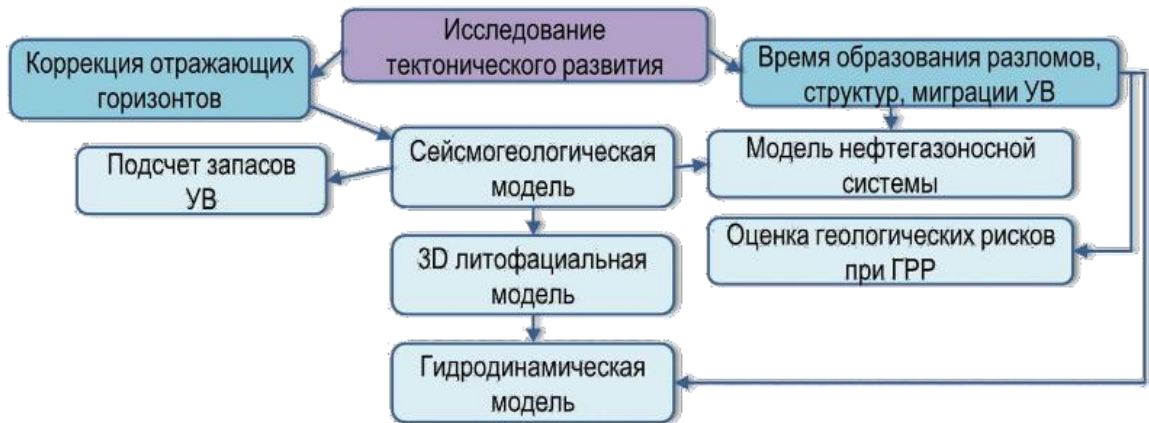 Исследование
тектонического развития
Коррекция отражающих
горизонтов
Время образования разломов,
структур, миграции УВ
Сейсмогеологическая
модель
Подсчет запасов
УВ
Модель нефтегазоносной
системы
Оценка геологических рисков
при ГРР
3D литофациальная
модель
Гидродинамическая
модель